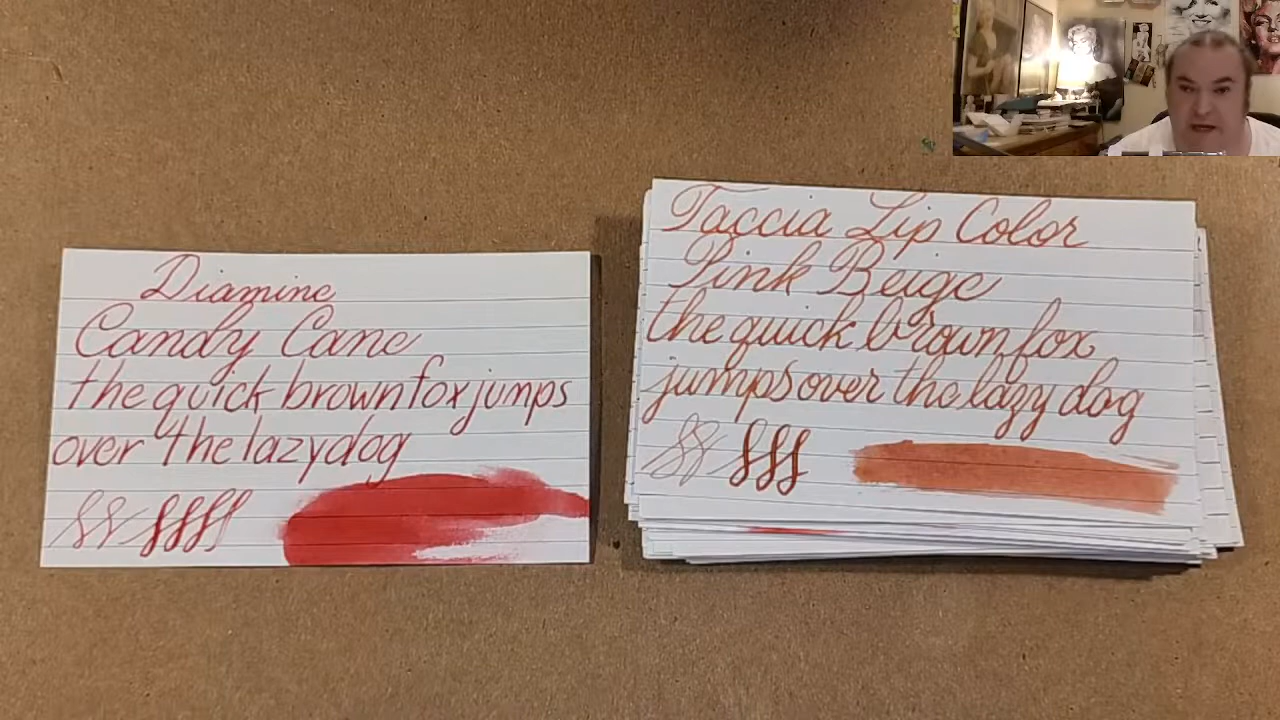 Diamine
Candy Cane
the quick brown fox jumps
over the lazy dog
Taccia Lip Color
Pink Beige
the quick brown fox
jumps over the lazy dog